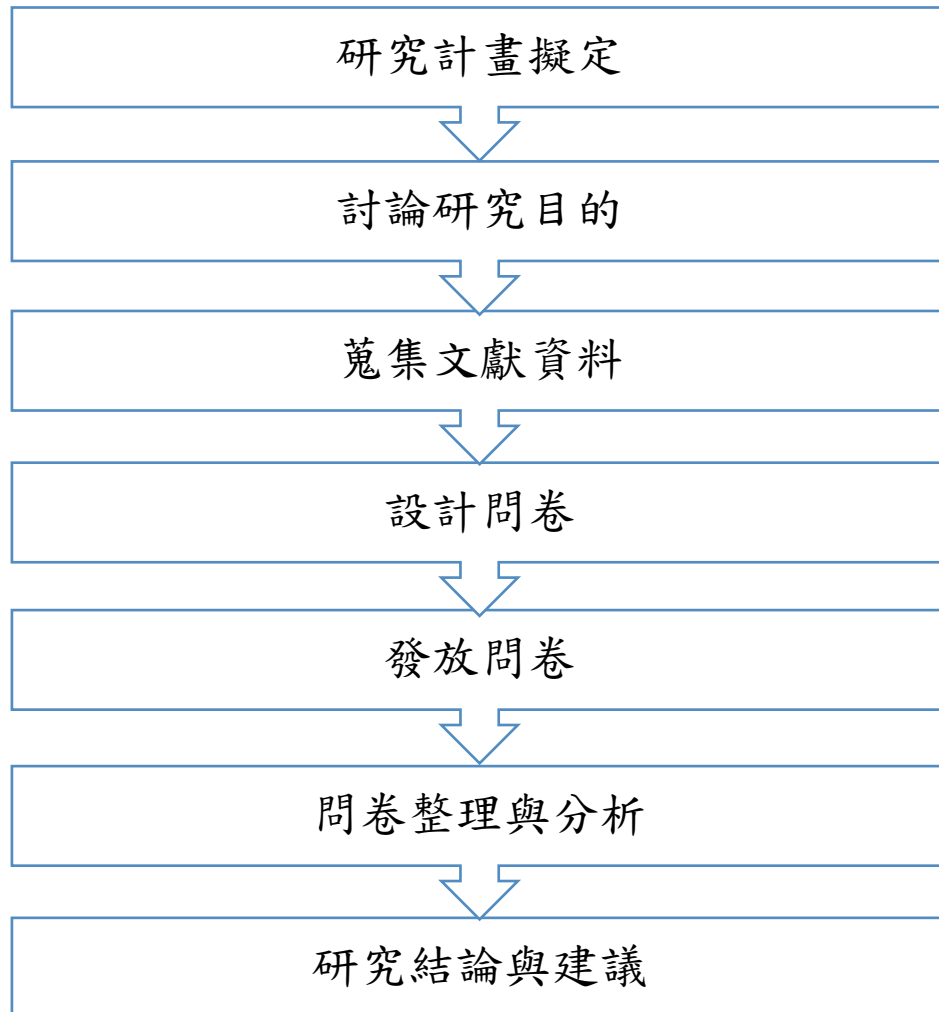 研究計畫擬定
討論研究目的
蒐集文獻資料
設計問卷
發放問卷
問卷整理與分析
研究結論與建議